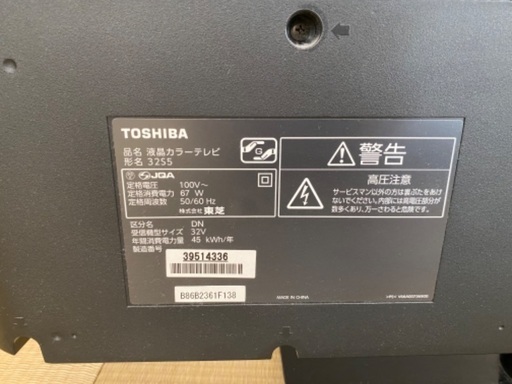 TOSHIBA
品名 液晶カラーテレビ
形名 32S5
G
JQA
定格電圧 100V～
定格消費電力 67 W
定格周波数 50/60 Hz
株式会社 東芝
区分名 DN
受信機型サイズ 32V
年間消費電力量 45 kWh/年
製造番号
39514336
B86B2361F138
警告
高圧注意
サービスマン以外の方は裏ぶたをあけ
ないでください。内部には高電圧部分が
数多くあり、万一さわると危険です。
MADE IN CHINA